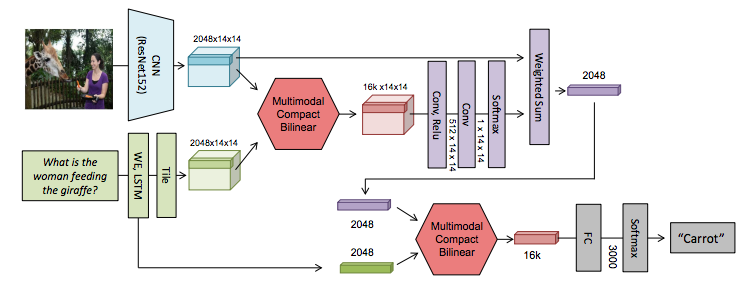 CNN
(ResNet152)
2048x14x14
Multimodal
Compact
Bilinear
16k x14x14
Conv, Relu
512 x 14 x 14
Conv
1 x 14 x 14
Softmax
Weighted Sum
2048
What is the
woman feeding
the giraffe?
WE, LSTM
Tile
2048x14x14
2048
2048
Multimodal
Compact
Bilinear
16k
FC
3000
Softmax
“Carrot”